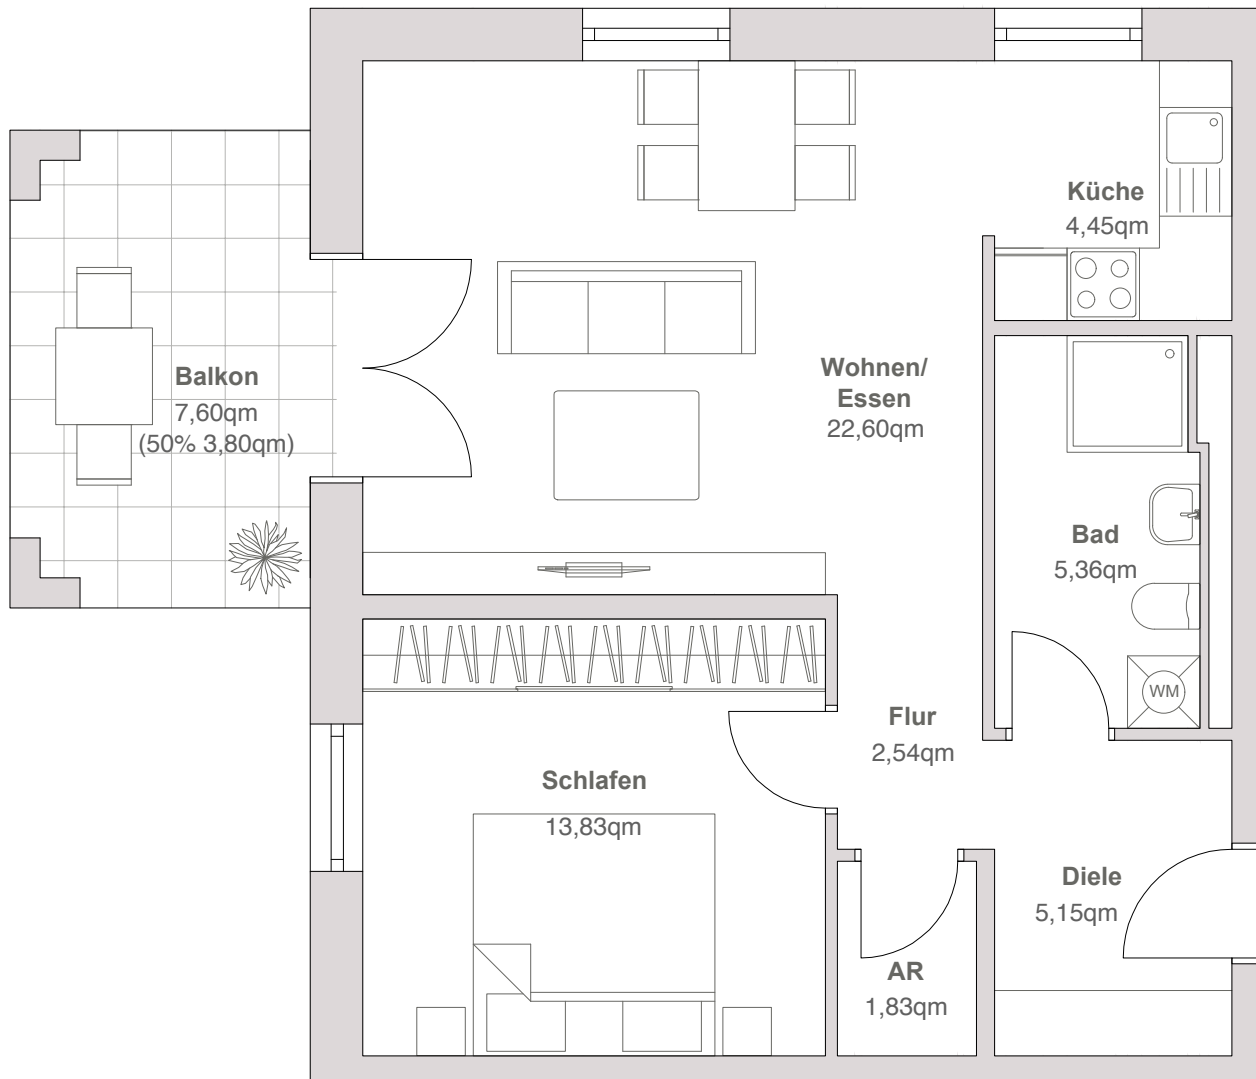 Küche
4,45qm
Wohnen/
Essen
22,60qm
Balkon
7,60qm
(50% 3,80qm)
Bad
5,36qm
WM
Flur
2,54qm
Schlafen
13,83qm
Diele
5,15qm
AR
1,83qm